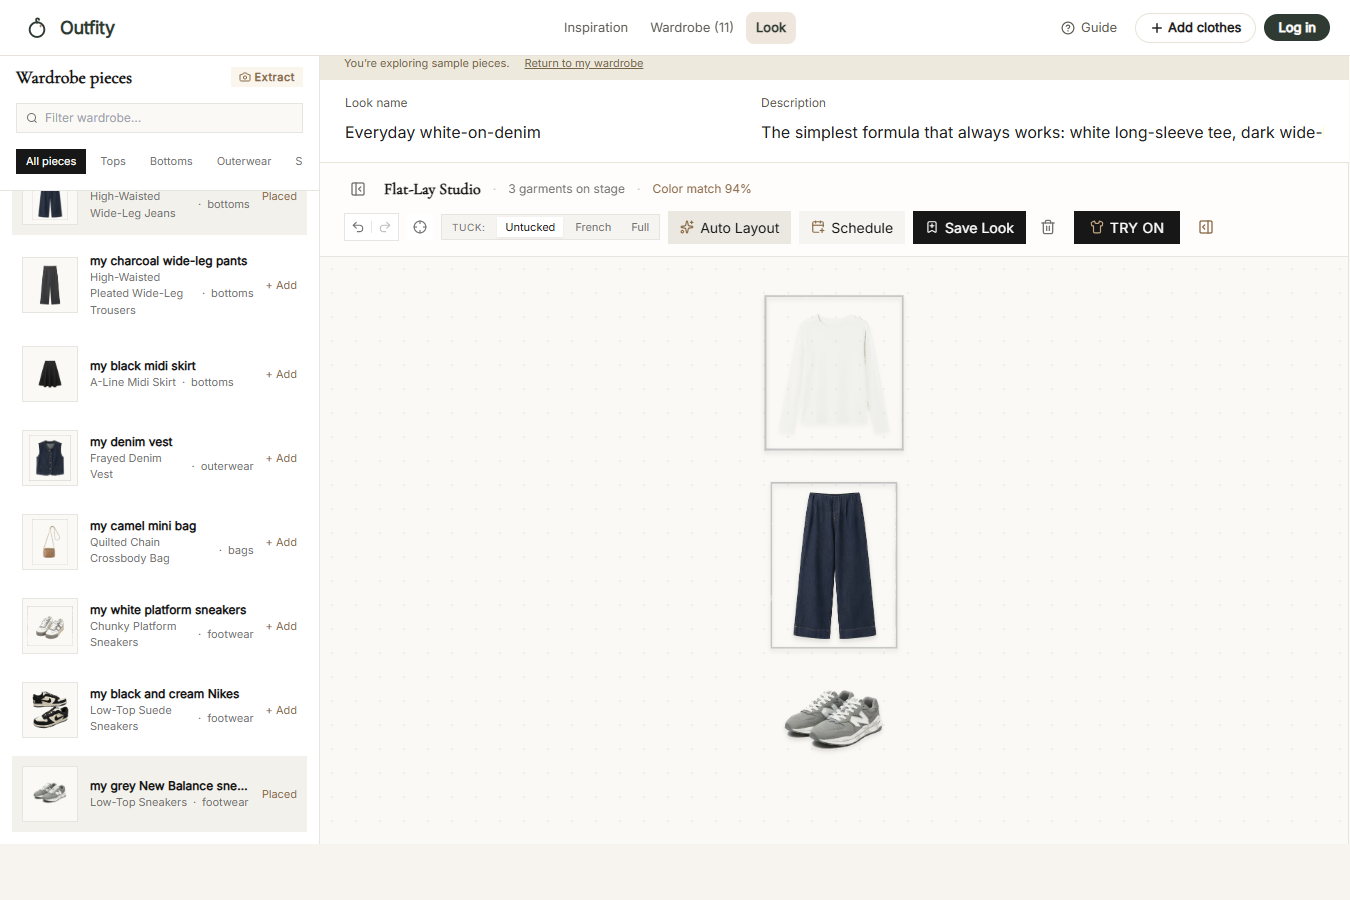 Outfity
Inspiration
Wardrobe (11)
Look
Guide
+ Add clothes
Log in
Wardrobe pieces
Extract
Filter wardrobe...
All pieces
Tops
Bottoms
Outerwear
S
High-Waisted
Wide-Leg Jeans
· bottoms
Placed
my charcoal wide-leg pants
High-Waisted
Pleated Wide-Leg
Trousers
· bottoms
+ Add
my black midi skirt
A-Line Midi Skirt · bottoms
+ Add
my denim vest
Frayed Denim
Vest
· outerwear
+ Add
my camel mini bag
Quilted Chain
Crossbody Bag
· bags
+ Add
my white platform sneakers
Chunky Platform
Sneakers
· footwear
+ Add
my black and cream Nikes
Low-Top Suede
Sneakers
· footwear
+ Add
my grey New Balance sne...
Low-Top Sneakers · footwear
Placed
You're exploring sample pieces.
Return to my wardrobe
Look name
Everyday white-on-denim
Description
The simplest formula that always works: white long-sleeve tee, dark wide-
Flat-Lay Studio · 3 garments on stage · Color match 94%
TUCK:
Untucked
French
Full
Auto Layout
Schedule
Save Look
TRY ON